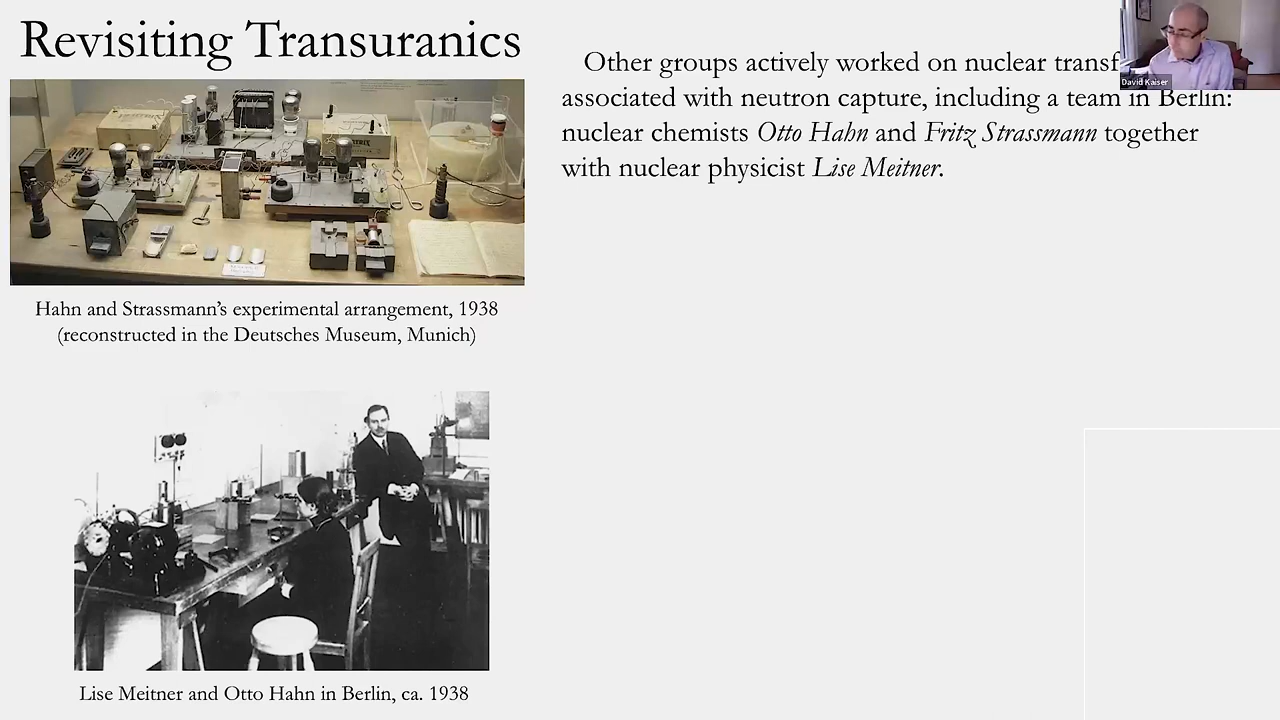 Revisiting Transuranics
Other groups actively worked on nuclear transf
associated with neutron capture, including a team in Berlin:
nuclear chemists Otto Hahn and Fritz Strassmann together
with nuclear physicist Lise Meitner.
David Kaiser
Hahn and Strassmann's experimental arrangement, 1938
(reconstructed in the Deutsches Museum, Munich)
Lise Meitner and Otto Hahn in Berlin, ca. 1938